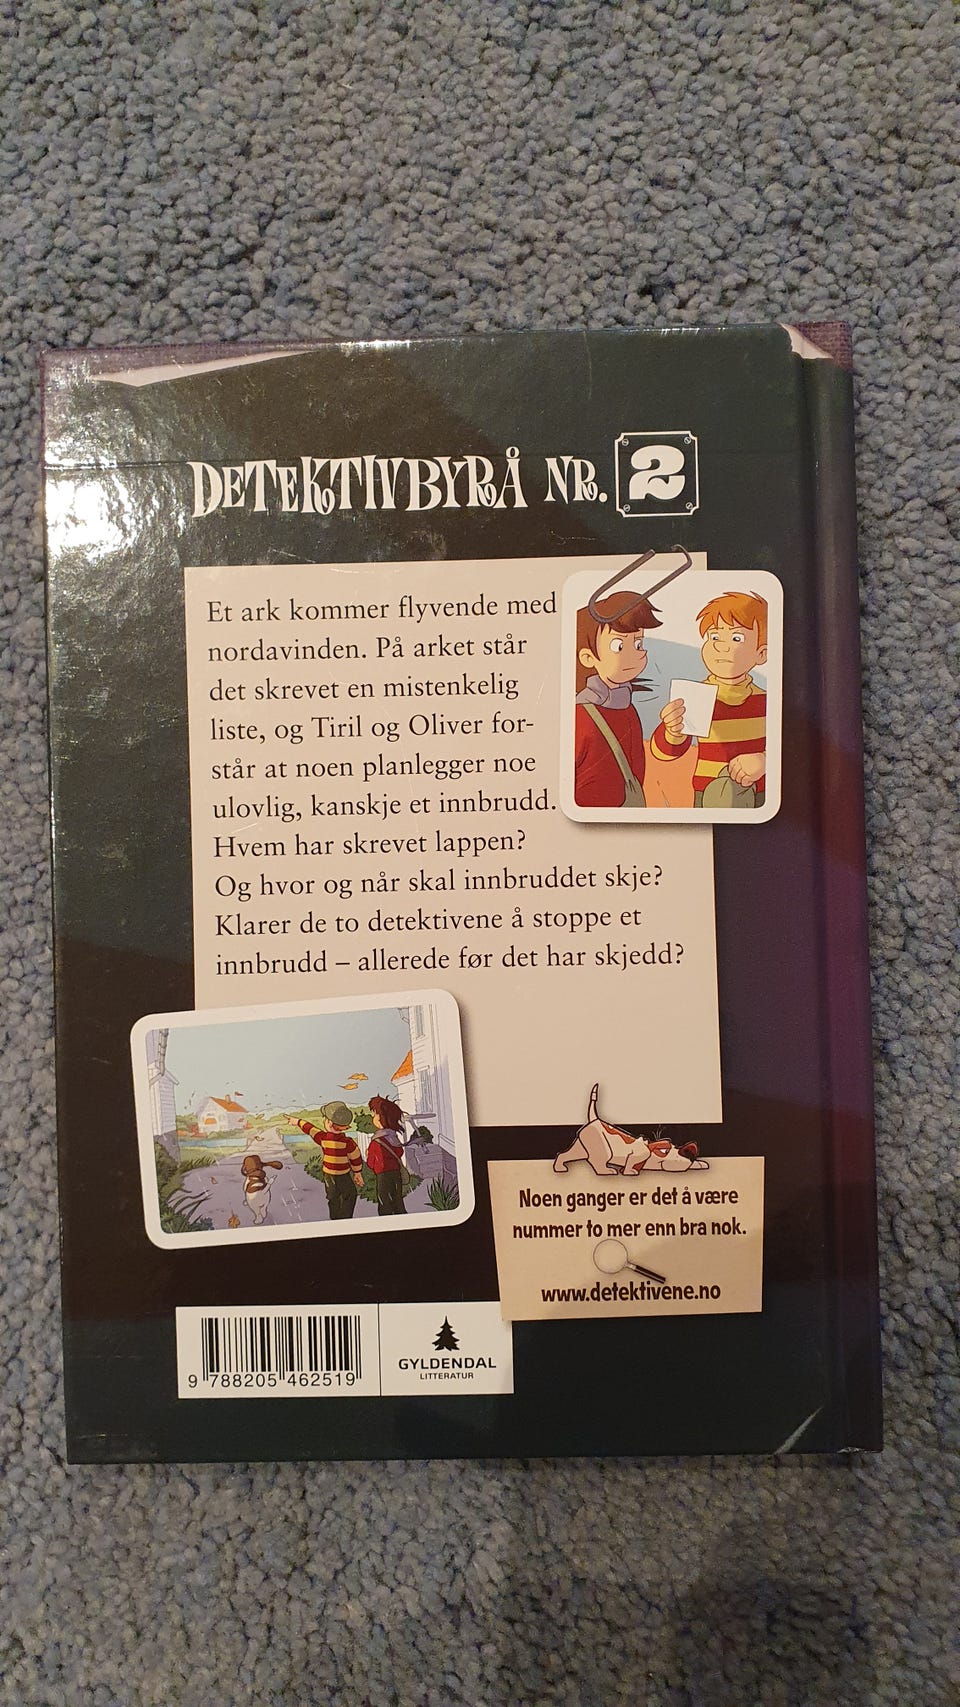 DETEKTIVBYRÅ NR. 2
Et ark kommer flyvende med
nordavinden. På arket står
det skrevet en mistenkelig
liste, og Tiril og Oliver for-
står at noen planlegger noe
ulovlig, kanskje et innbrudd.
Hvem har skrevet lappen?
Og hvor og når skal innbruddet skje?
Klarer de to detektivene å stoppe et
innbrudd – allerede før det har skjedd?
Noen ganger er det å være
nummer to mer enn bra nok.
www.detektivene.no
9 788205 462519
GYLDENDAL
LITTERATUR